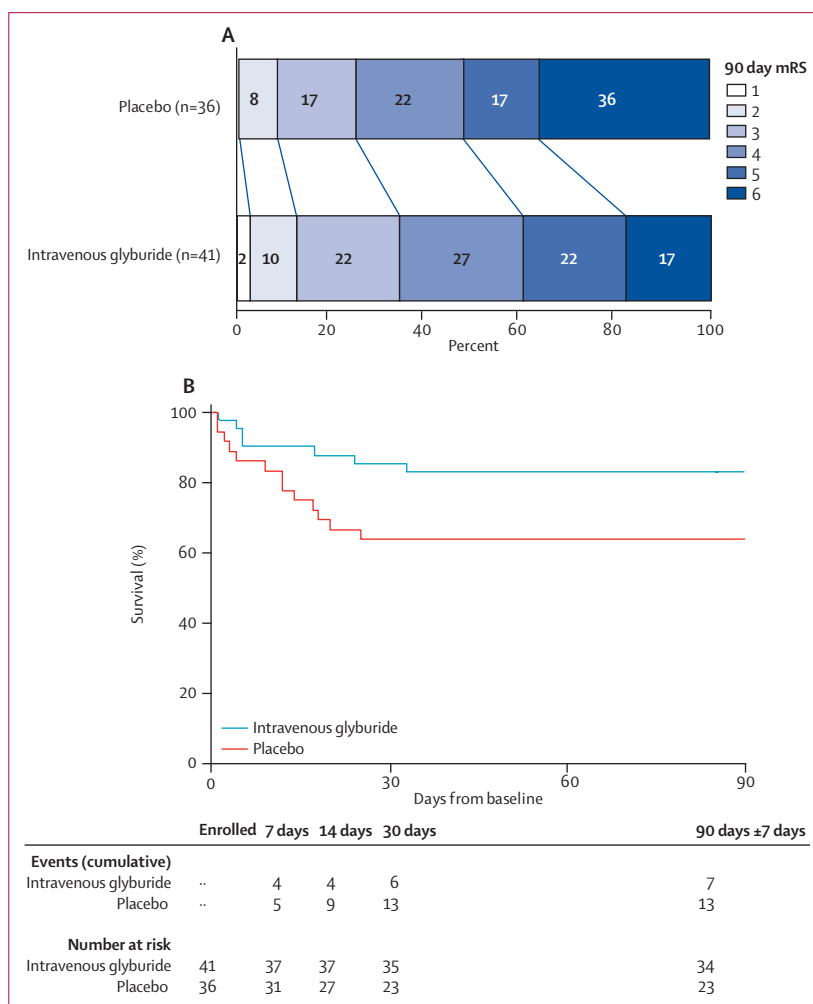 A
90 day mRS
1
2
3
4
5
6
Placebo (n=36)
8 17 22 17 36
Intravenous glyburide (n=41)
2 10 22 27 22 17
0 20 40 60 80 100
Percent
B
100
80
60
40
20
0
Survival (%)
Intravenous glyburide
Placebo
0 30 60 90
Days from baseline
Enrolled 7 days 14 days 30 days 90 days ±7 days
Events (cumulative)
Intravenous glyburide ·· 4 4 6 7
Placebo ·· 5 9 13 13
Number at risk
Intravenous glyburide 41 37 37 35 34
Placebo 36 31 27 23 23